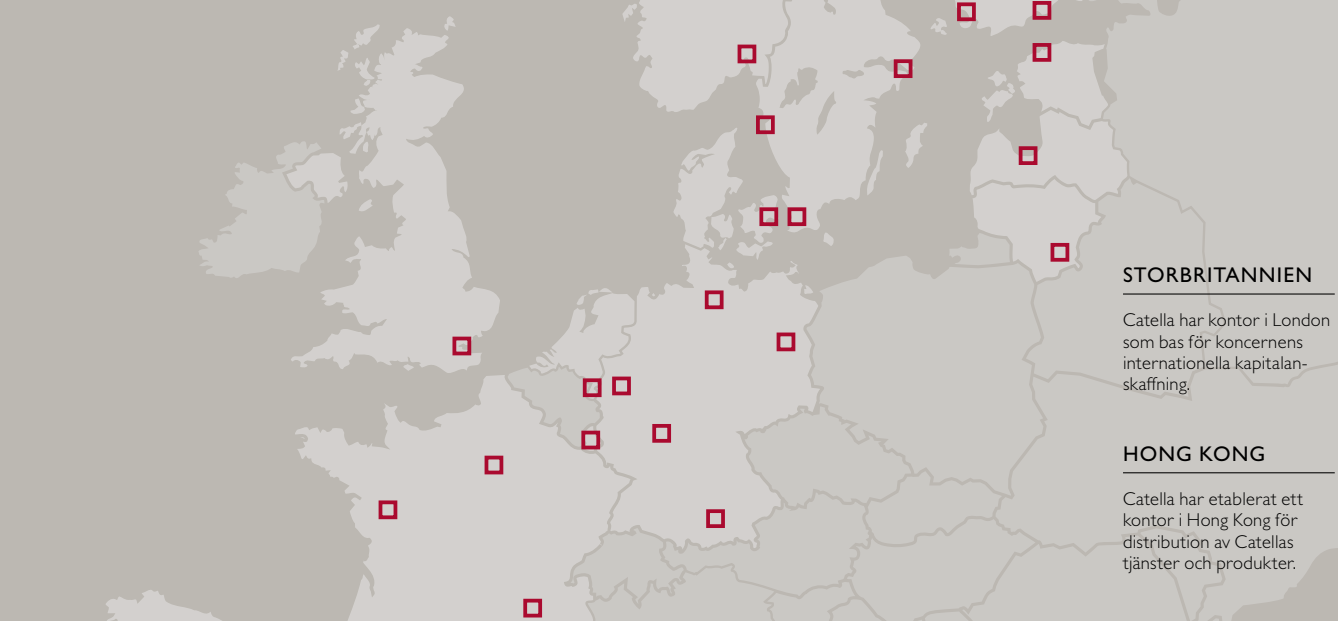 STORBRITANNIEN
Catella har kontor i London
som bas för koncernens
internationella kapitalan-
skaffning.
HONG KONG
Catella har etablerat ett
kontor i Hong Kong för
distribution av Catellas
tjänster och produkter.